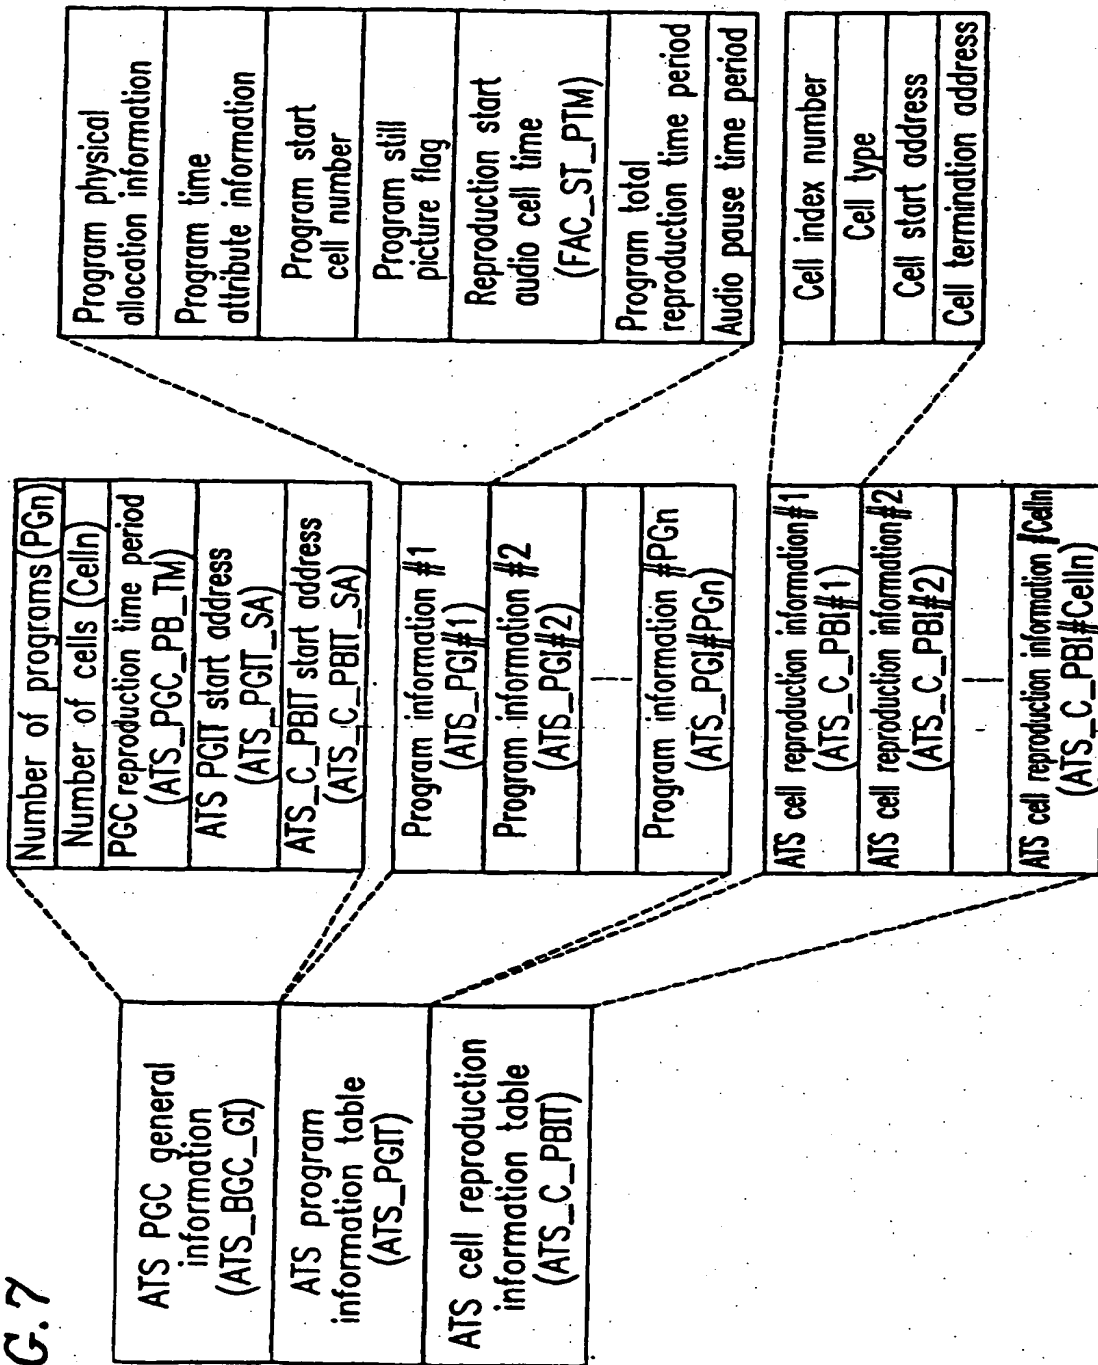 G. 7
ATS PGC general
information
(ATS_BGC_GI)
ATS program
information table
(ATS_PGIT)
ATS cell reproduction
information table
(ATS_C_PBIT)
Number of programs(PGn)
Number of cells (Celln)
PGC reproduction time period
(ATS_PGC_PB_TM)
ATS PGIT start address
(ATS_PGIT_SA)
ATS_C_PBIT start address
(ATS_C_PBIT_SA)
Program information #1
(ATS_PGI#1)
Program information #2
(ATS_PGI#2)
Program information #PGn
(ATS_PGI#PGn)
ATS cell reproduction information#1
(ATS_C_PBI#1)
ATS cell reproduction information#2
(ATS_C_PBI#2)
ATS cell reproduction information #Celln
(ATS_C_PBI#Celln)
Program physical
allocation information
Program time
attribute information
Program start
cell number
Program still
picture flag
Reproduction start
audio cell time
(FAC_ST_PTM)
Program total
reproduction time period
Audio pause time period
Cell index number
Cell type
Cell start address
Cell termination address